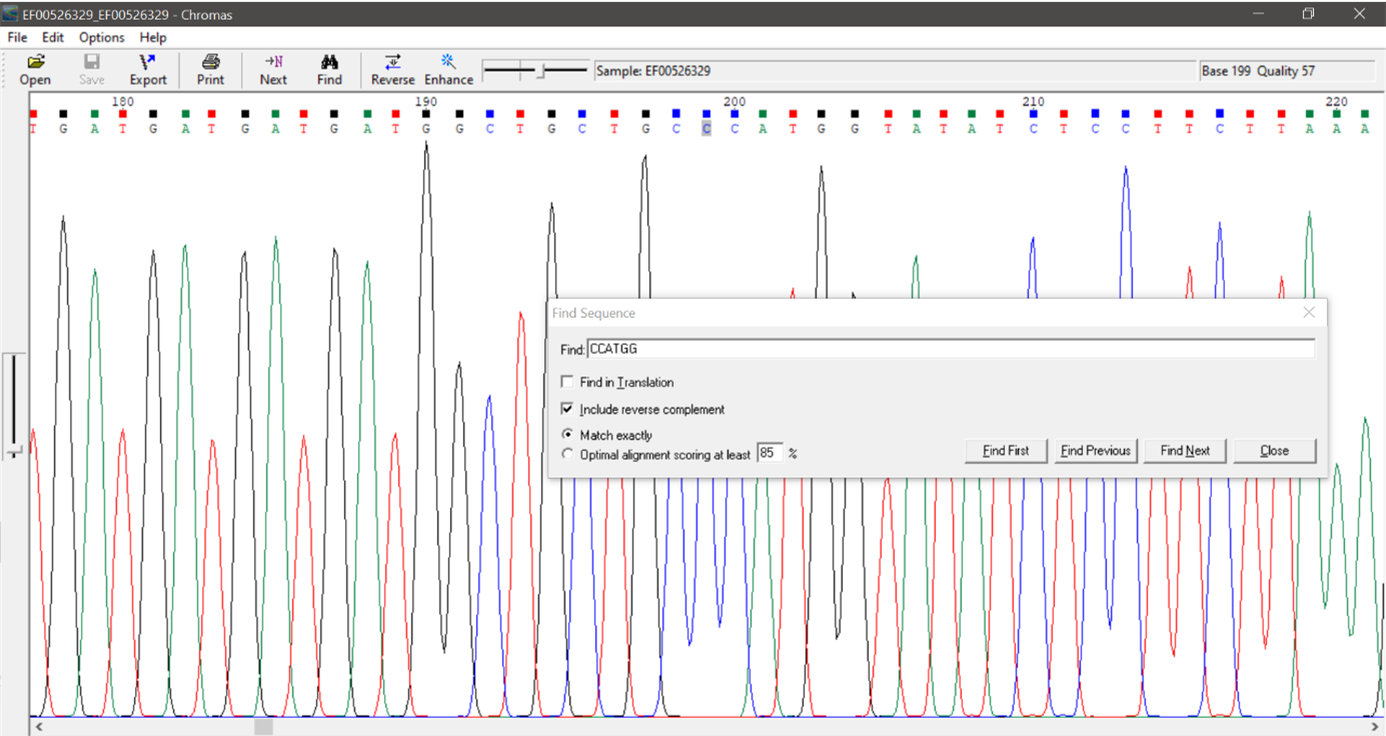 EF00526329_EF00526329 - Chromas
File Edit Options Help
Open Save Export Print Next Find Reverse Enhance Sample: EF00526329 Base 199 Quality 57
180 190 200 210 220
T G A T G A T G A T G A T G G C T G C T G C C C A T G G T A T A T C T C C T T C T T A A A
Find Sequence
Find: CCATGG
Find in Translation
Include reverse complement
Match exactly
Optimal alignment scoring at least 85 %
Find First Find Previous Find Next Close